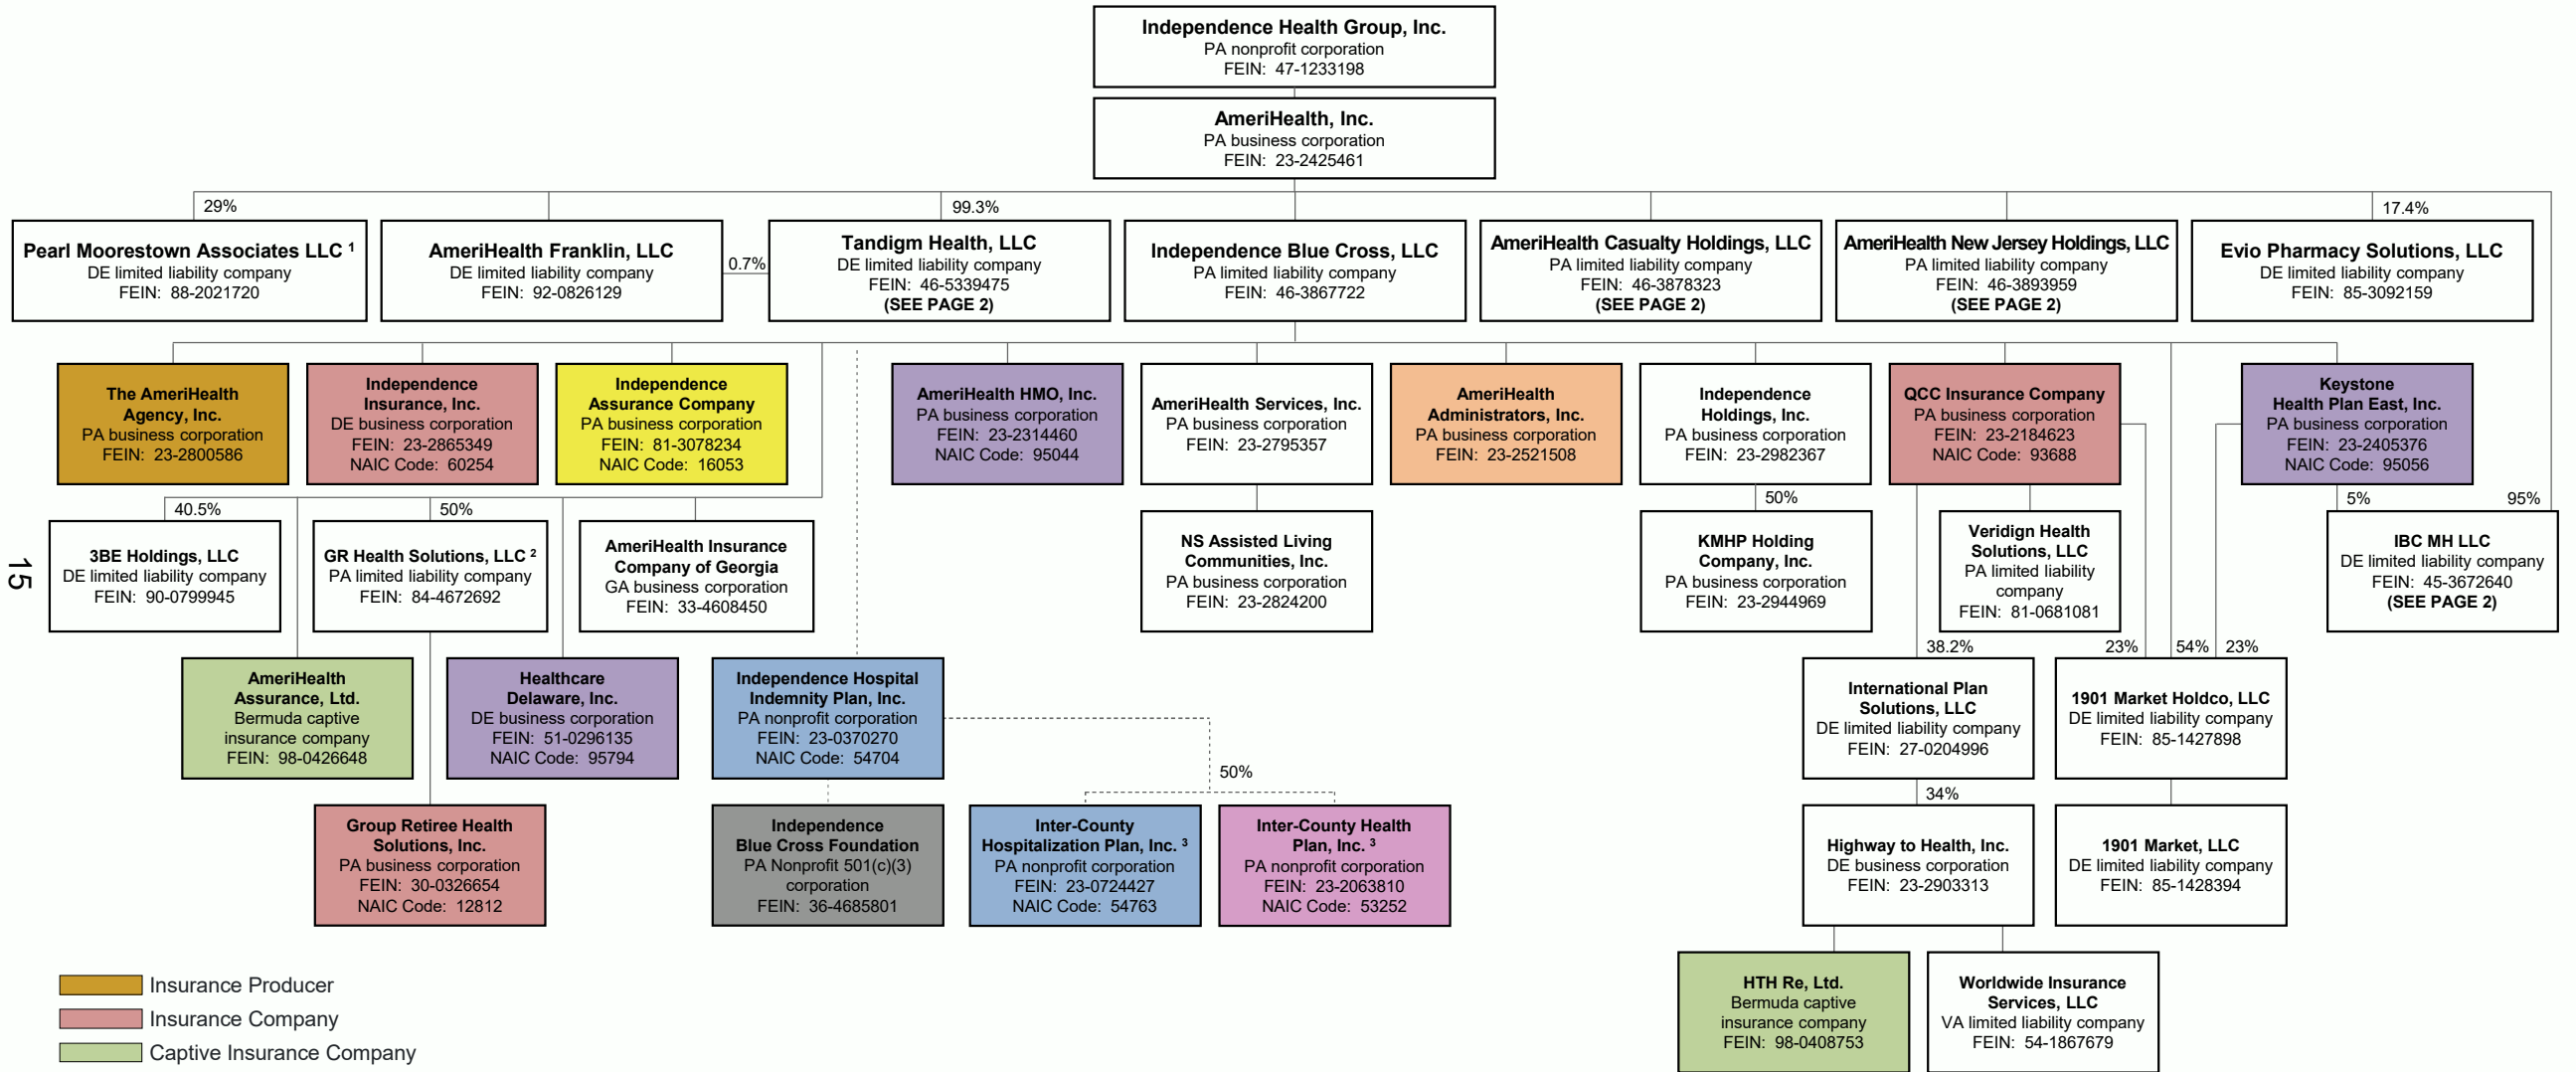 Independence Health Group, Inc.
PA nonprofit corporation
FEIN: 47-1233198
AmeriHealth, Inc.
PA business corporation
FEIN: 23-2425461
29%
99.3%
17.4%
Pearl Moorestown Associates LLC 1
DE limited liability company
FEIN: 88-2021720
AmeriHealth Franklin, LLC
DE limited liability company
FEIN: 92-0826129
0.7%
Tandigm Health, LLC
DE limited liability company
FEIN: 46-5339475
(SEE PAGE 2)
Independence Blue Cross, LLC
PA limited liability company
FEIN: 46-3867722
AmeriHealth Casualty Holdings, LLC
PA limited liability company
FEIN: 46-3878323
(SEE PAGE 2)
AmeriHealth New Jersey Holdings, LLC
PA limited liability company
FEIN: 46-3893959
(SEE PAGE 2)
Evio Pharmacy Solutions, LLC
DE limited liability company
FEIN: 85-3092159
The AmeriHealth
Agency, Inc.
PA business corporation
FEIN: 23-2800586
Independence
Insurance, Inc.
DE business corporation
FEIN: 23-2865349
NAIC Code: 60254
Independence
Assurance Company
PA business corporation
FEIN: 81-3078234
NAIC Code: 16053
AmeriHealth HMO, Inc.
PA business corporation
FEIN: 23-2314460
NAIC Code: 95044
AmeriHealth Services, Inc.
PA business corporation
FEIN: 23-2795357
AmeriHealth
Administrators, Inc.
PA business corporation
FEIN: 23-2521508
Independence
Holdings, Inc.
PA business corporation
FEIN: 23-2982367
QCC Insurance Company
PA business corporation
FEIN: 23-2184623
NAIC Code: 93688
Keystone
Health Plan East, Inc.
PA business corporation
FEIN: 23-2405376
NAIC Code: 95056
40.5%
50%
50%
5%
95%
3BE Holdings, LLC
DE limited liability company
FEIN: 90-0799945
GR Health Solutions, LLC 2
PA limited liability company
FEIN: 84-4672692
AmeriHealth Insurance
Company of Georgia
GA business corporation
FEIN: 33-4608450
NS Assisted Living
Communities, Inc.
PA business corporation
FEIN: 23-2824200
KMHP Holding
Company, Inc.
PA business corporation
FEIN: 23-2944969
Veridign Health
Solutions, LLC
PA limited liability
company
FEIN: 81-0681081
IBC MH LLC
DE limited liability company
FEIN: 45-3672640
(SEE PAGE 2)
15
38.2%
23%
54%
23%
AmeriHealth
Assurance, Ltd.
Bermuda captive
insurance company
FEIN: 98-0426648
Healthcare
Delaware, Inc.
DE business corporation
FEIN: 51-0296135
NAIC Code: 95794
Independence Hospital
Indemnity Plan, Inc.
PA nonprofit corporation
FEIN: 23-0370270
NAIC Code: 54704
International Plan
Solutions, LLC
DE limited liability company
FEIN: 27-0204996
1901 Market Holdco, LLC
DE limited liability company
FEIN: 85-1427898
50%
34%
Group Retiree Health
Solutions, Inc.
PA business corporation
FEIN: 30-0326654
NAIC Code: 12812
Independence
Blue Cross Foundation
PA Nonprofit 501(c)(3)
corporation
FEIN: 36-4685801
Inter-County
Hospitalization Plan, Inc. 3
PA nonprofit corporation
FEIN: 23-0724427
NAIC Code: 54763
Inter-County Health
Plan, Inc. 3
PA nonprofit corporation
FEIN: 23-2063810
NAIC Code: 53252
Highway to Health, Inc.
DE business corporation
FEIN: 23-2903313
1901 Market, LLC
DE limited liability company
FEIN: 85-1428394
HTH Re, Ltd.
Bermuda captive
insurance company
FEIN: 98-0408753
Worldwide Insurance
Services, LLC
VA limited liability company
FEIN: 54-1867679
Insurance Producer
Insurance Company
Captive Insurance Company